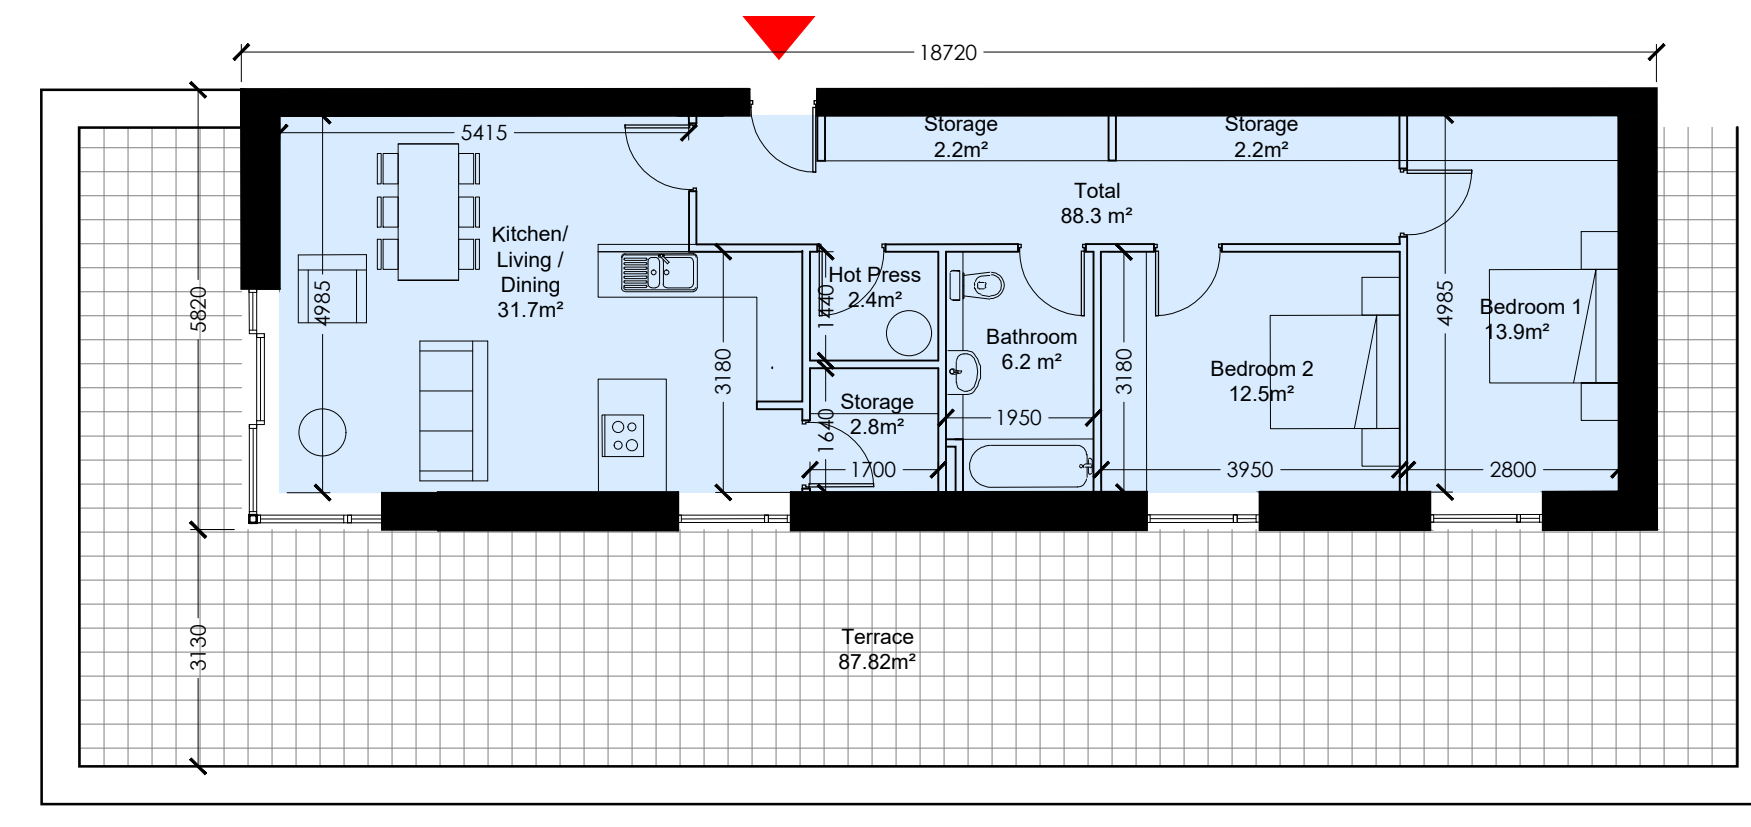 18720
5415
Storage
2.2m²
Storage
2.2m²
Total
88.3 m²
Kitchen/
Living /
Dining
31.7m²
4985
5820
Hot Press
2.4m²
1440
Bathroom
6.2 m²
3180
3180
Bedroom 2
12.5m²
4985
Bedroom 1
13.9m²
Storage
2.8m²
1640
1950
1700
3950
2800
3130
Terrace
87.82m²